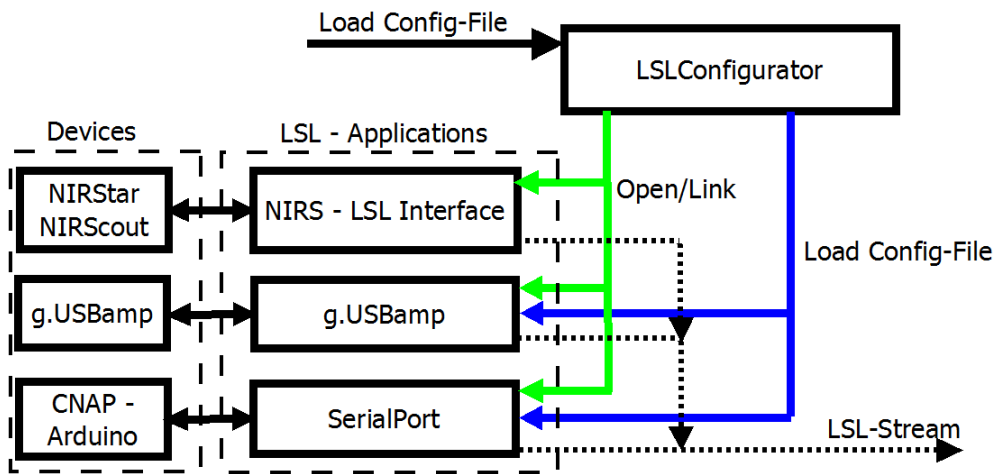 Load Config-File
LSLConfigurator
Devices
LSL - Applications
NIRStar
NIRScout
NIRS - LSL Interface
Open/Link
Load Config-File
g.USBamp
g.USBamp
CNAP -
Arduino
SerialPort
LSL-Stream